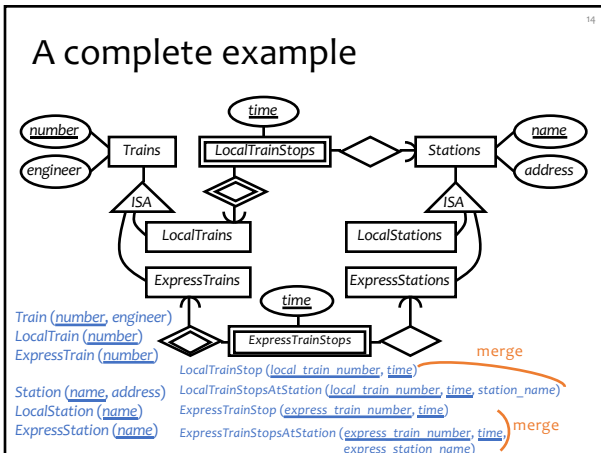 14
A complete example
time
number
Trains
LocalTrainStops
Stations
name
engineer
address
ISA
ISA
LocalTrains
LocalStations
ExpressTrains
ExpressStations
time
ExpressTrainStops
Train (number, engineer)
LocalTrain (number)
ExpressTrain (number)
Station (name, address)
LocalStation (name)
ExpressStation (name)
LocalTrainStop (local_train_number, time)
LocalTrainStopsAtStation (local_train_number, time, station_name)
merge
ExpressTrainStop (express_train_number, time)
ExpressTrainStopsAtStation (express_train_number, time,
express_station_name)
merge